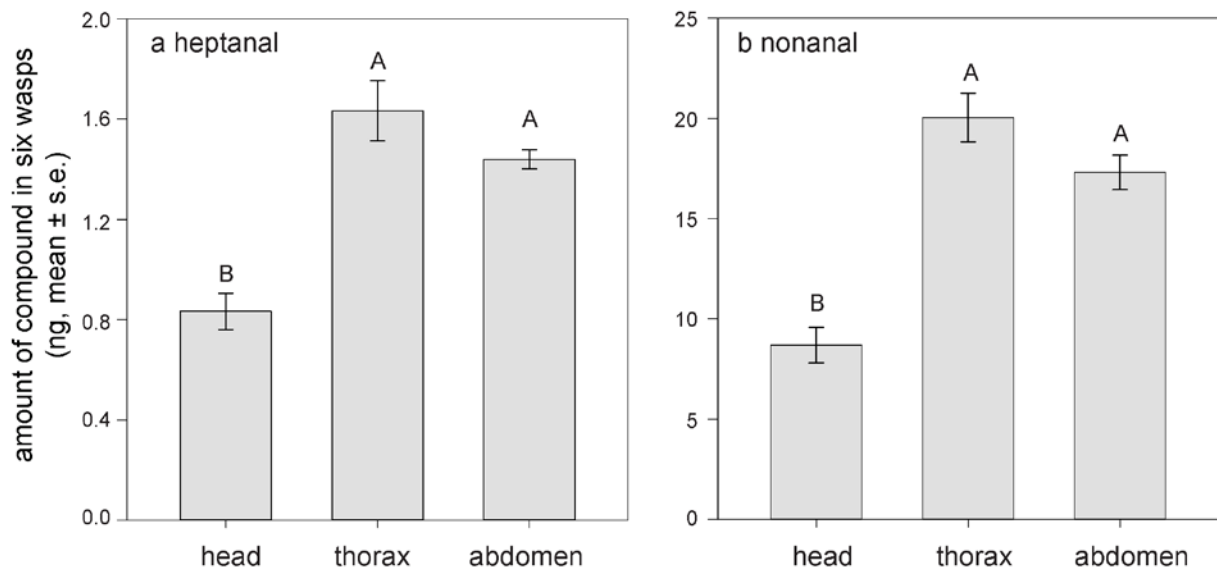 amount of compound in six wasps
(ng, mean ± s.e.)
a heptanal
2.0
1.6
1.2
0.8
0.4
0.0
B
A
A
head thorax abdomen
b nonanal
25
20
15
10
5
0
B
A
A
head thorax abdomen